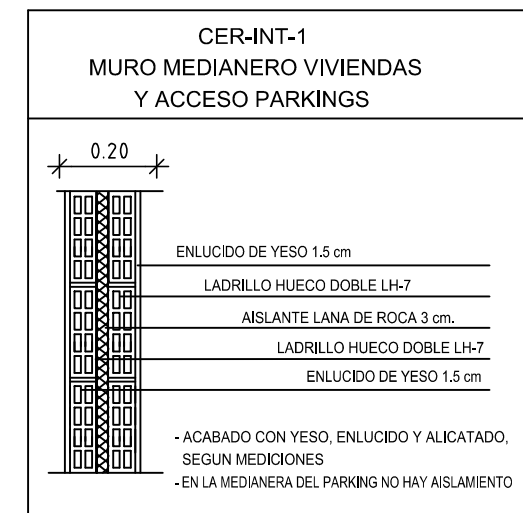 CER-INT-1
MURO MEDIANERO VIVIENDAS
Y ACCESO PARKINGS
0.20
ENLUCIDO DE YESO 1.5 cm
LADRILLO HUECO DOBLE LH-7
AISLANTE LANA DE ROCA 3 cm.
LADRILLO HUECO DOBLE LH-7
ENLUCIDO DE YESO 1.5 cm
- ACABADO CON YESO, ENLUCIDO Y ALICATADO,
SEGUN MEDICIONES
- EN LA MEDIANERA DEL PARKING NO HAY AISLAMIENTO